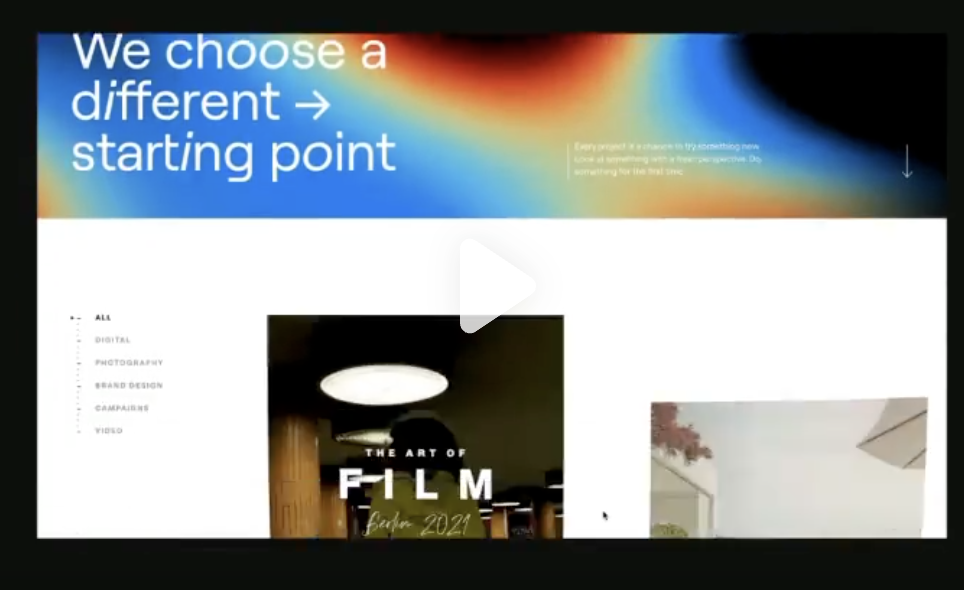 We choose a
different →
starting point
Every project is a chance to try something new.
Look at something with a fresh perspective. Do
something for the first time.
ALL
DIGITAL
PHOTOGRAPHY
BRAND DESIGN
CAMPAIGNS
VIDEO
THE ART OF
FILM
Berlin 2021